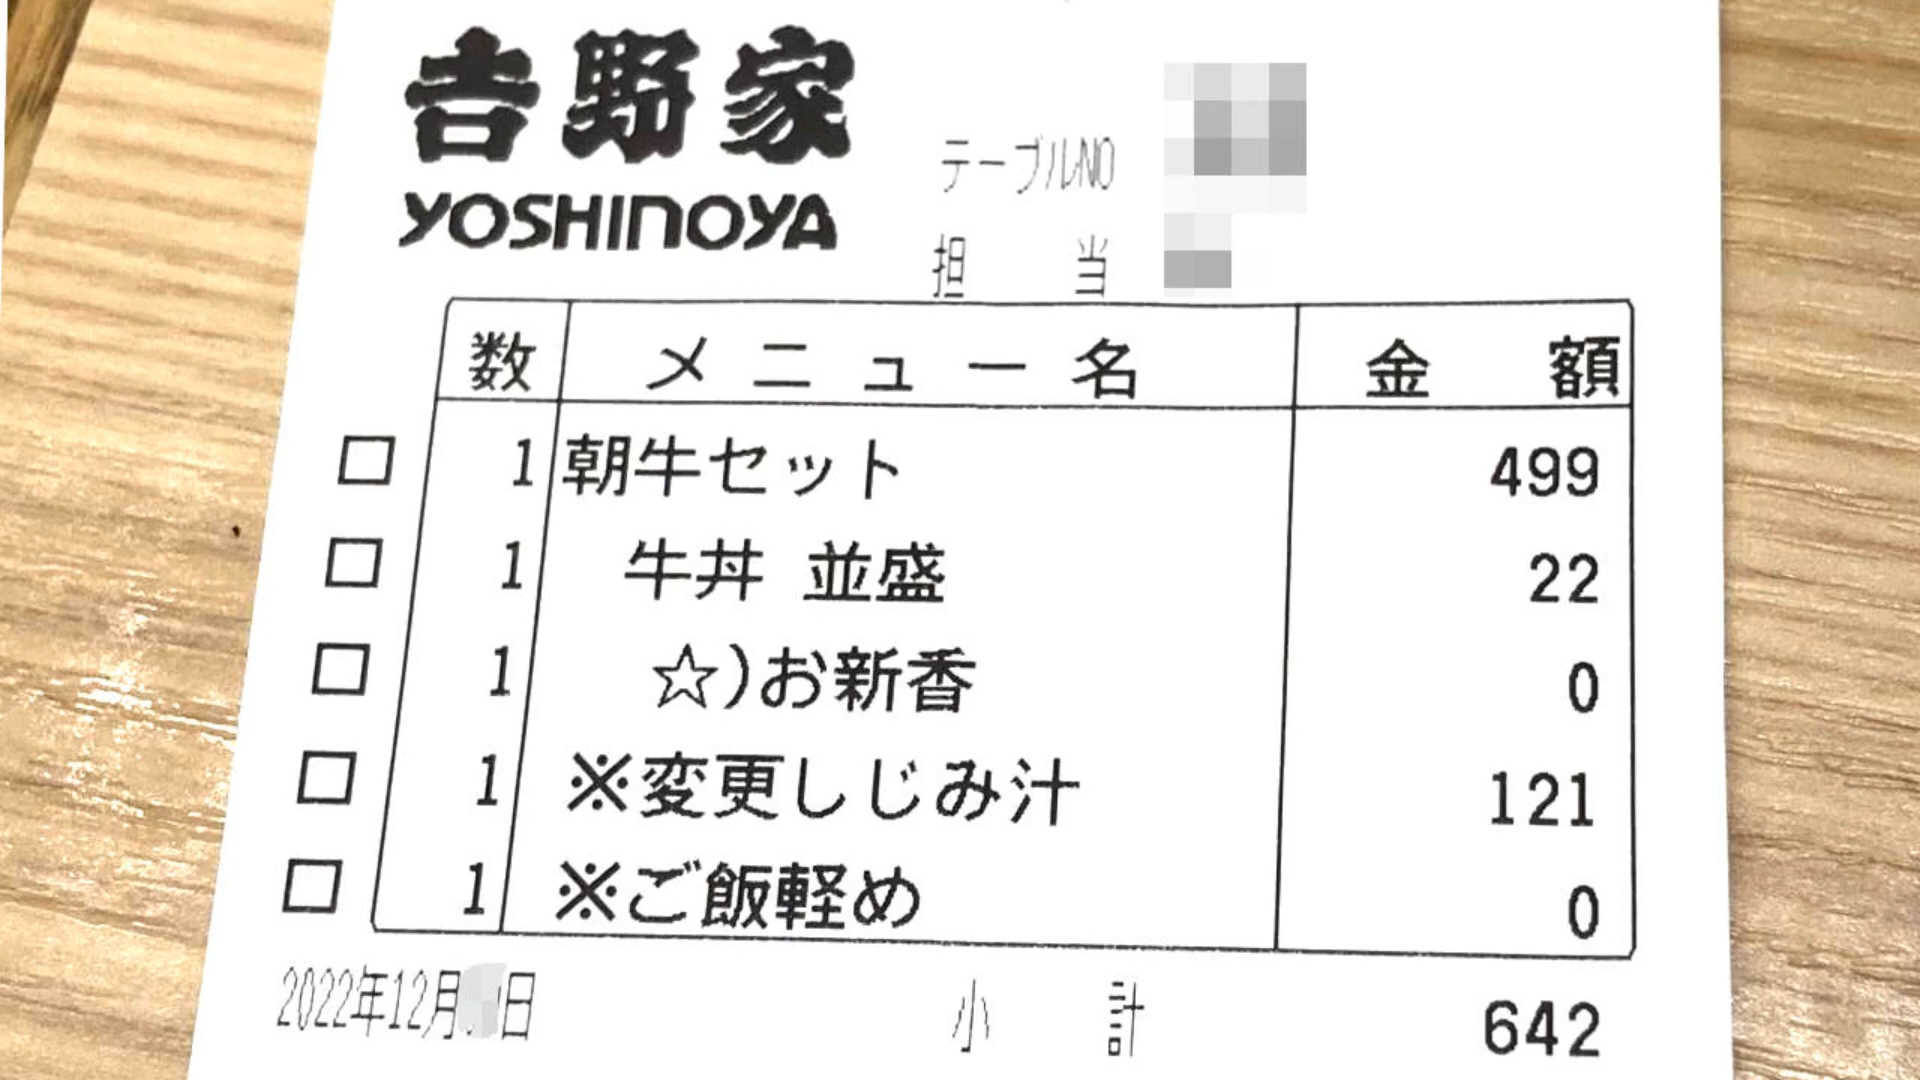 吉野家
YOSHINOYA
テーブルNO
担 当
数 メニュー名 金 額
□ 1 朝牛セット 499
□ 1 牛丼 並盛 22
□ 1 ☆)お新香 0
□ 1 ※変更しじみ汁 121
□ 1 ※ご飯軽め 0
2022年12月 日 小 計 642